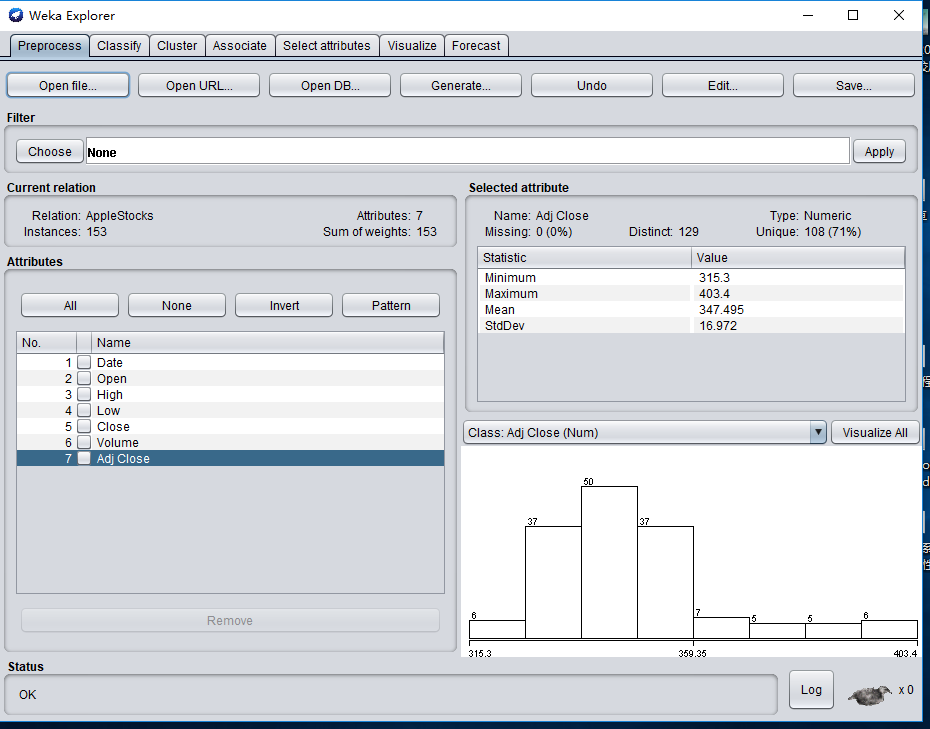 Weka Explorer
Preprocess Classify Cluster Associate Select attributes Visualize Forecast
Open file... Open URL... Open DB... Generate... Undo Edit... Save...
Filter
Choose None Apply
Current relation
Relation: AppleStocks Attributes: 7
Instances: 153 Sum of weights: 153
Attributes
All None Invert Pattern
No. Name
1 Date
2 Open
3 High
4 Low
5 Close
6 Volume
7 Adj Close
Remove
Selected attribute
Name: Adj Close Type: Numeric
Missing: 0 (0%) Distinct: 129 Unique: 108 (71%)
Statistic Value
Minimum 315.3
Maximum 403.4
Mean 347.495
StdDev 16.972
Class: Adj Close (Num) Visualize All
6 37 50 37 7 5 5 6
315.3 359.35 403.4
Status
OK
Log x 0